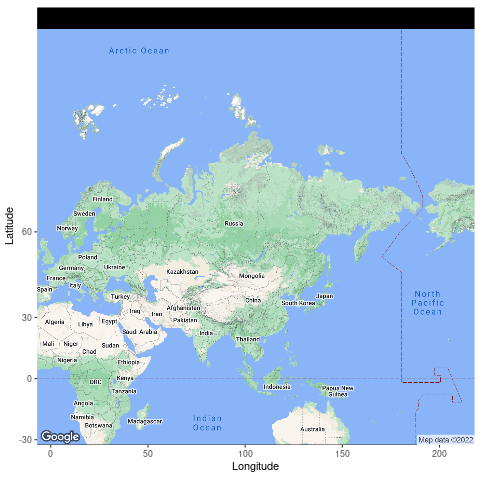 Arctic Ocean
Finland
Sweden
Norway
Russia
Poland
Germany
Ukraine
France
Kazakhstan
Mongolia
Spain
Italy
Turkey
China
Japan
South Korea
Iraq
Iran
Afghanistan
Pakistan
Algeria
Libya
Egypt
Saudi Arabia
India
Thailand
Mali
Niger
Sudan
Chad
Nigeria
Ethiopia
North
Pacific
Ocean
DRC
Kenya
Tanzania
Indonesia
Papua New
Guinea
Angola
Namibia
Botswana
Madagascar
Indian
Ocean
Australia
Google
Map data ©2022
Latitude
60
30
0
-30
0
50
100
150
200
Longitude